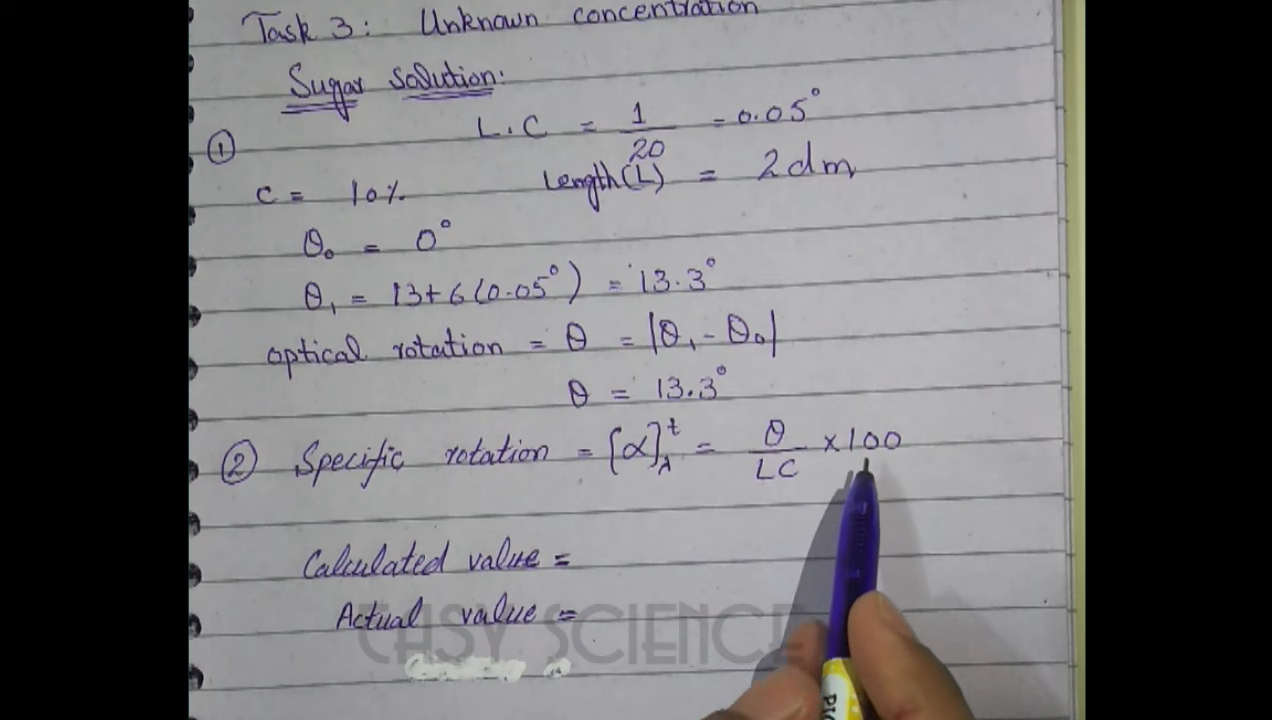 Task 3: Unknown concentration
Sugar solution:
① L.C = 1/20 = 0.05°
C = 10% Length(L) = 2dm
θ₀ = 0°
θ₁ = 13+6(0.05°) = 13.3°
optical rotation = θ = |θ₁ - θ₀|
θ = 13.3°
② Specific rotation = [α]ᵗ_λ = θ/LC × 100
Calculated value =
Actual value =
EASY SCIENCE